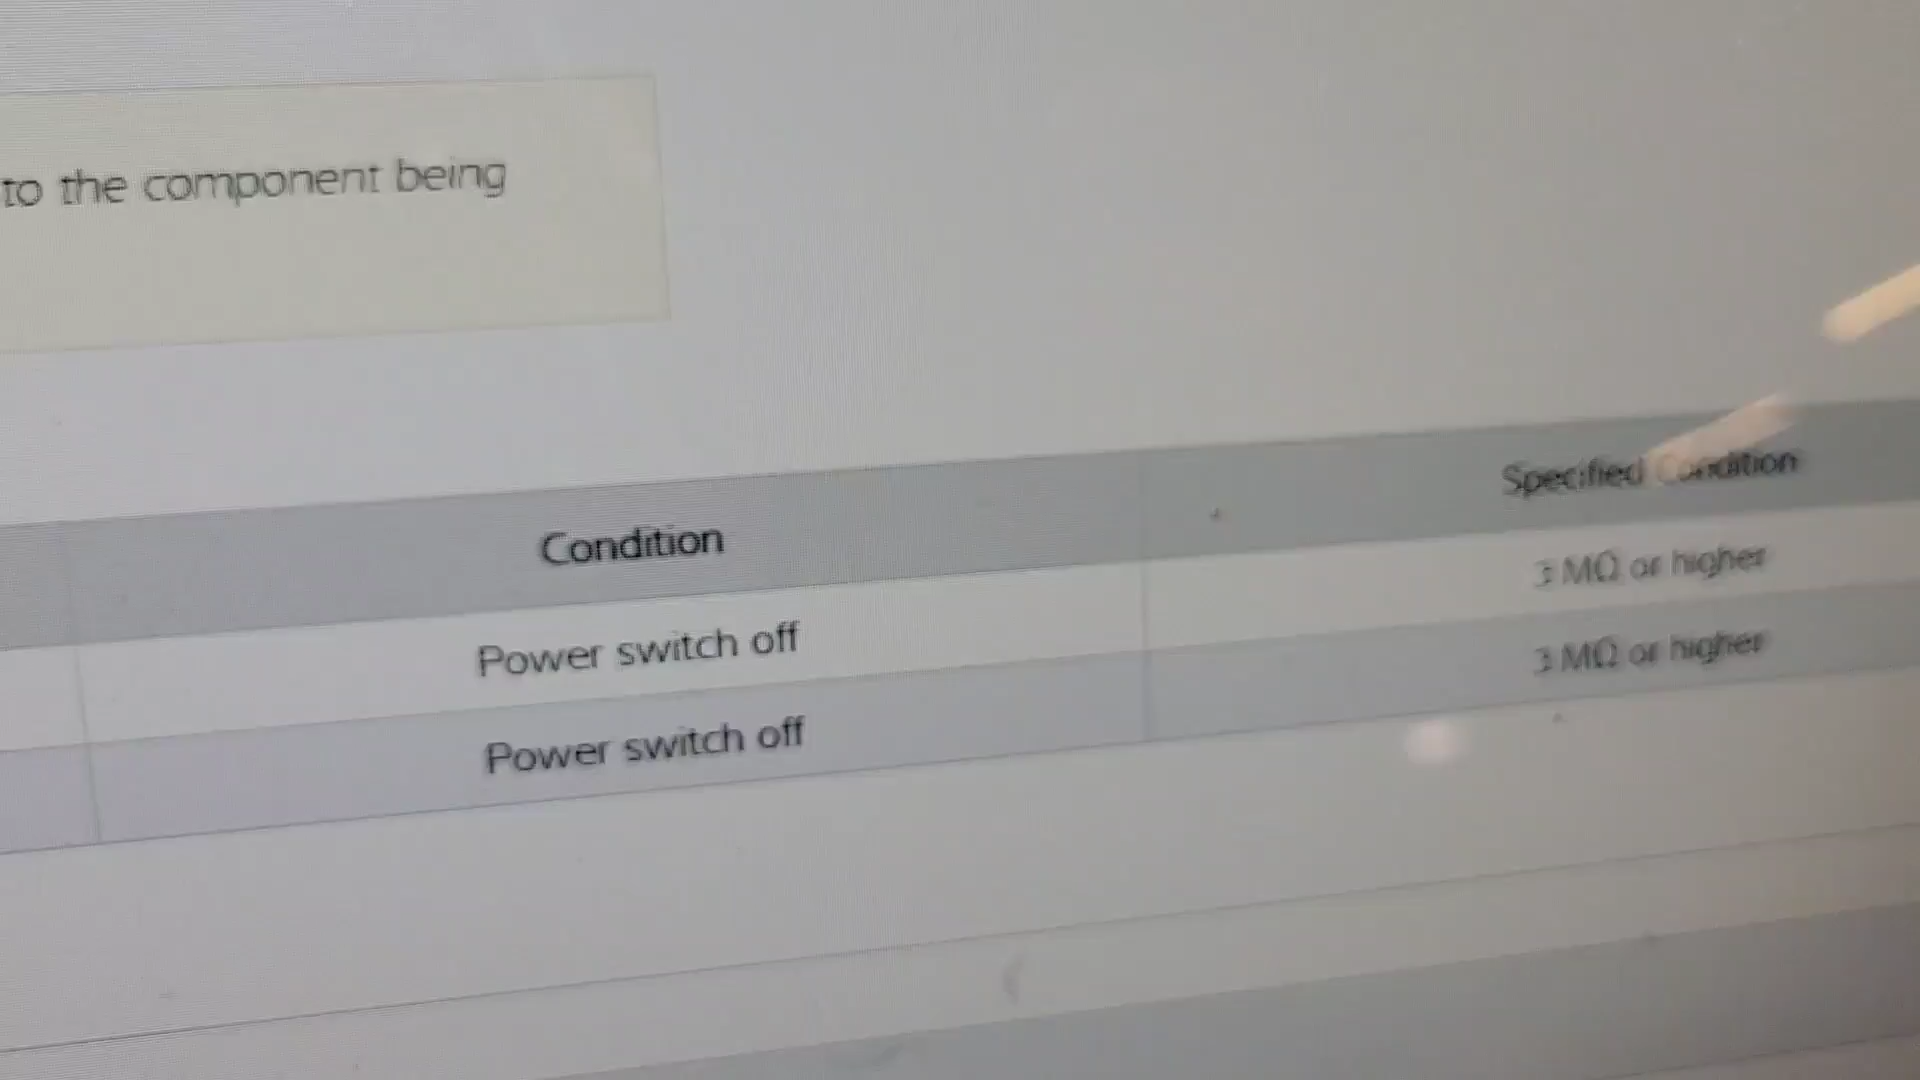 to the component being
Condition
Specified Condition
Power switch off
3 MΩ or higher
Power switch off
3 MΩ or higher